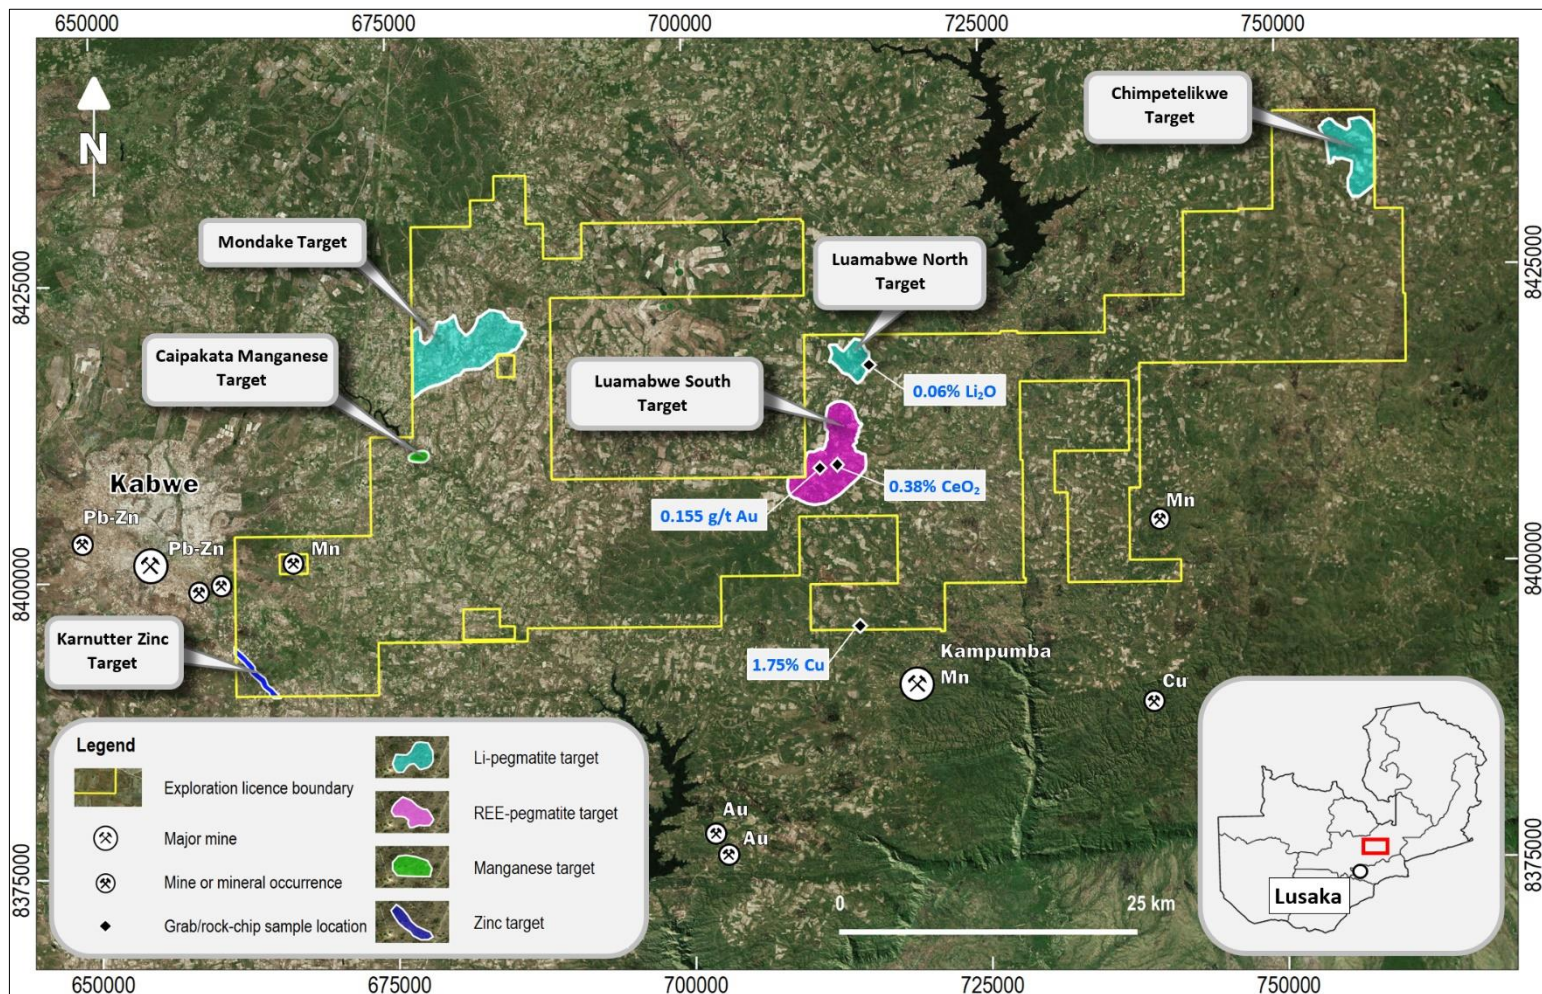 650000
675000
700000
725000
750000
Chimpetelikwe
Target
N
Mondake Target
Luamabwe North
Target
8425000
8425000
Caipakata Manganese
Target
Luamabwe South
Target
0.06% Li₂O
Kabwe
0.38% CeO₂
0.155 g/t Au
Pb-Zn
Pb-Zn
Mn
Mn
8400000
8400000
Karnutter Zinc
Target
1.75% Cu
Kampumba
Mn
Cu
Legend
Exploration licence boundary
Major mine
Mine or mineral occurrence
Grab/rock-chip sample location
Li-pegmatite target
REE-pegmatite target
Manganese target
Zinc target
Au
Au
8375000
8375000
0
25 km
Lusaka
650000
675000
700000
725000
750000